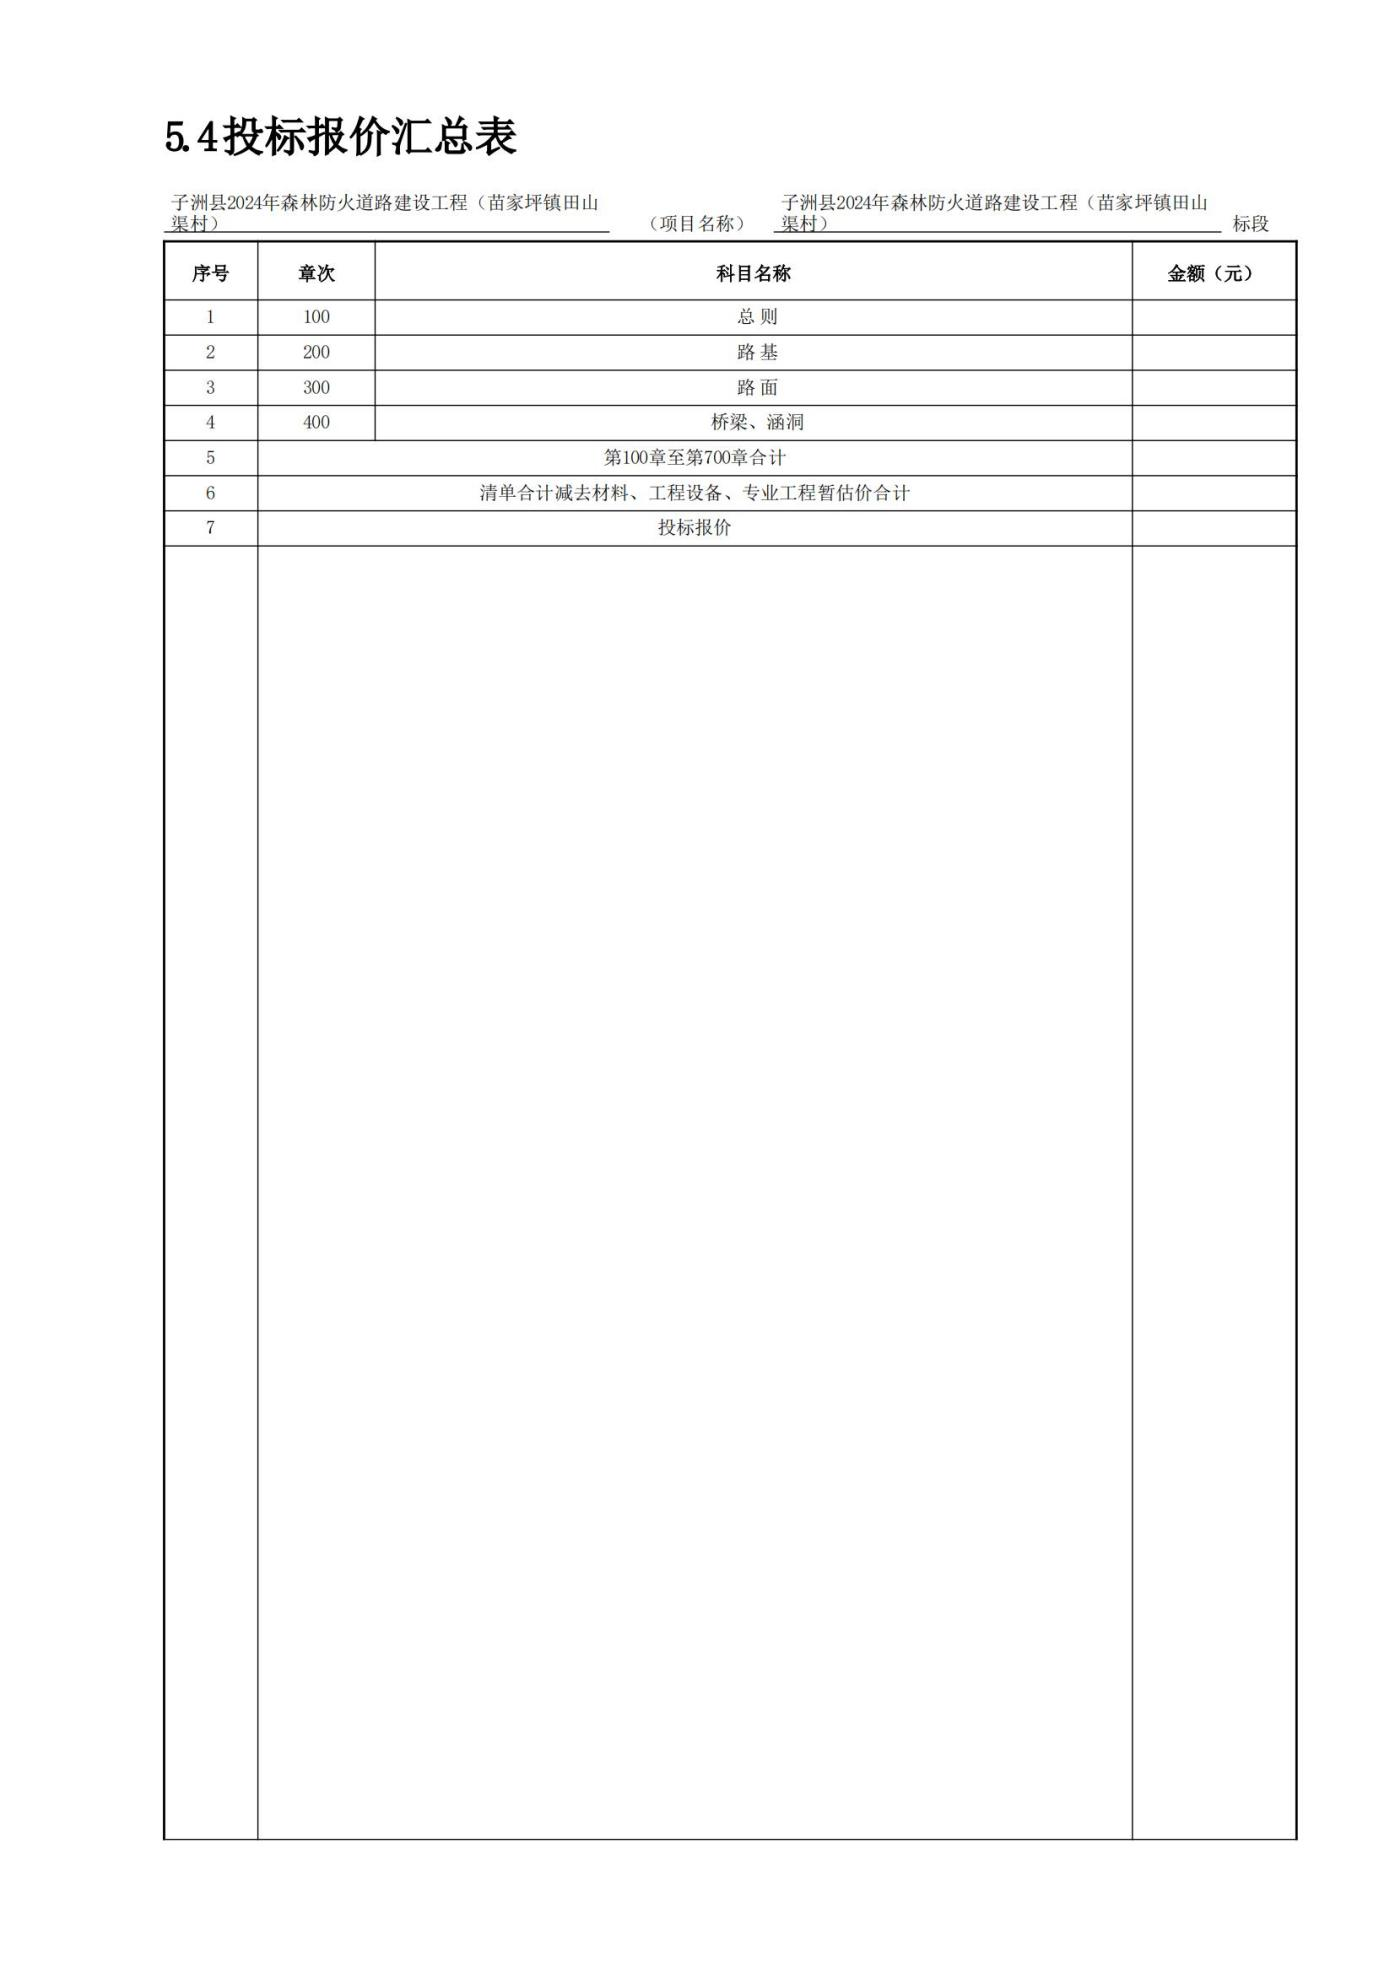 5.4投标报价汇总表
子洲县2024年森林防火道路建设工程（苗家坪镇田山 子洲县2024年森林防火道路建设工程（苗家坪镇田山
渠村） （项目名称） 渠村） 标段
序号 章次 科目名称 金额（元）
1 100 总 则
2 200 路 基
3 300 路 面
4 400 桥梁、涵洞
5 第100章至第700章合计
6 清单合计减去材料、工程设备、专业工程暂估价合计
7 投标报价